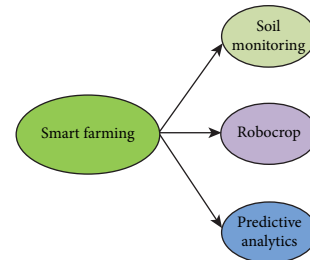 Soil
monitoring
Smart farming
Robocrop
Predictive
analytics